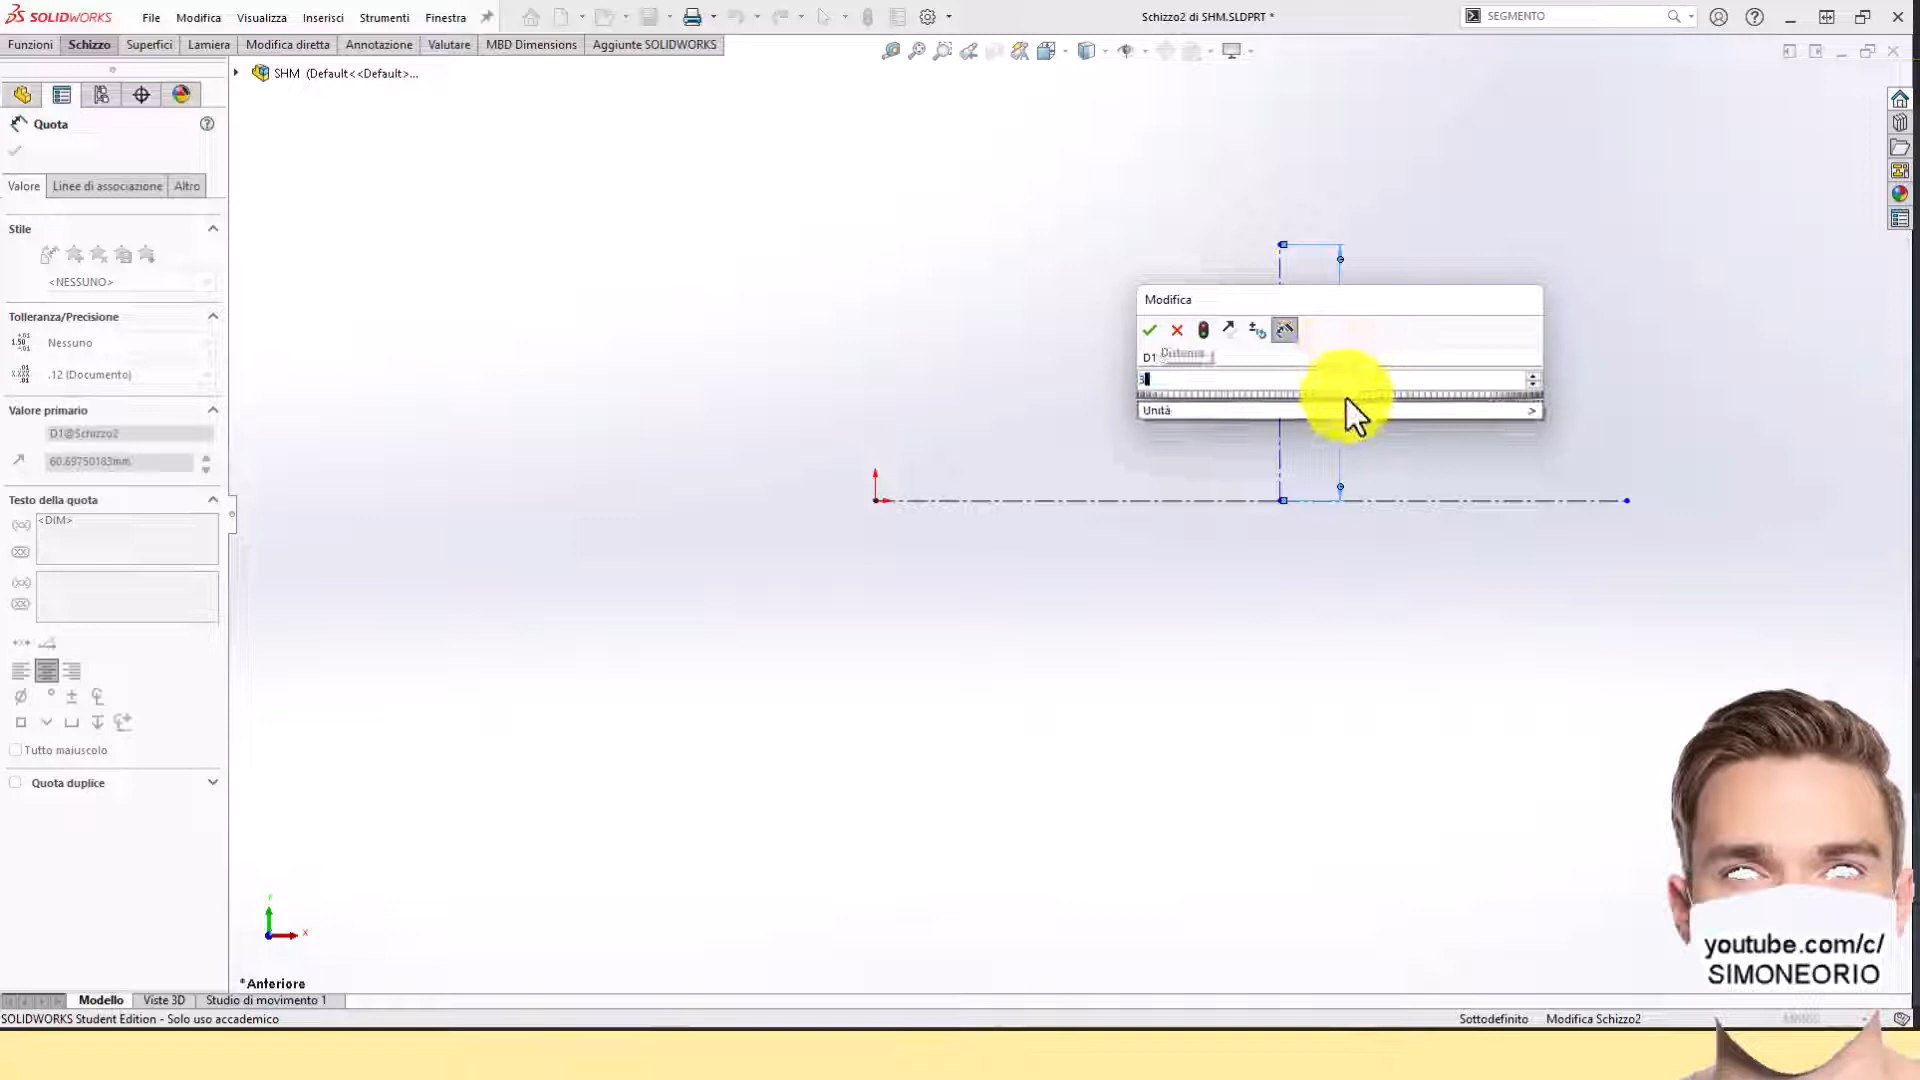 SOLIDWORKS
File Modifica Visualizza Inserisci Strumenti Finestra
Schizzo2 di SHM.SLDPRT *
SEGMENTO
Funzioni Schizzo Superfici Lamiera Modifica diretta Annotazione Valutare MBD Dimensions Aggiunte SOLIDWORKS
SHM (Default<<Default>...
Quota
Valore Linee di associazione Altro
Stile
<NESSUNO>
Tolleranza/Precisione
Nessuno
.12 (Documento)
Valore primario
D1@Schizzo2
60.69750183mm
Testo della quota
<DIM>
Tutto maiuscolo
Quota duplice
Modifica
D1
3
Unità
*Anteriore
Modello Viste 3D Studio di movimento 1
SOLIDWORKS Student Edition - Solo uso accademico
Sottodefinito Modifica Schizzo2
youtube.com/c/
SIMONEORIO